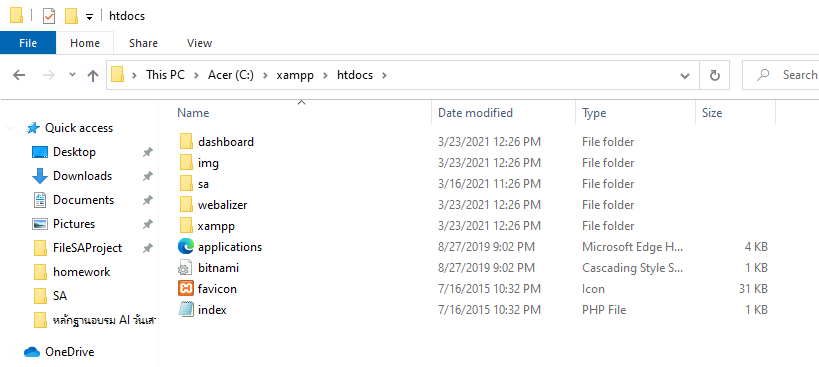 htdocs
File Home Share View
This PC Acer (C:) xampp htdocs Search
Name Date modified Type Size
Quick access
Desktop
Downloads
Documents
Pictures
FileSAProject
homework
SA
หลักฐานอบรม AI วันเสา
OneDrive
dashboard 3/23/2021 12:26 PM File folder
img 3/23/2021 12:26 PM File folder
sa 3/16/2021 11:26 PM File folder
webalizer 3/23/2021 12:26 PM File folder
xampp 3/23/2021 12:26 PM File folder
applications 8/27/2019 9:02 PM Microsoft Edge H... 4 KB
bitnami 8/27/2019 9:02 PM Cascading Style S... 1 KB
favicon 7/16/2015 10:32 PM Icon 31 KB
index 7/16/2015 10:32 PM PHP File 1 KB